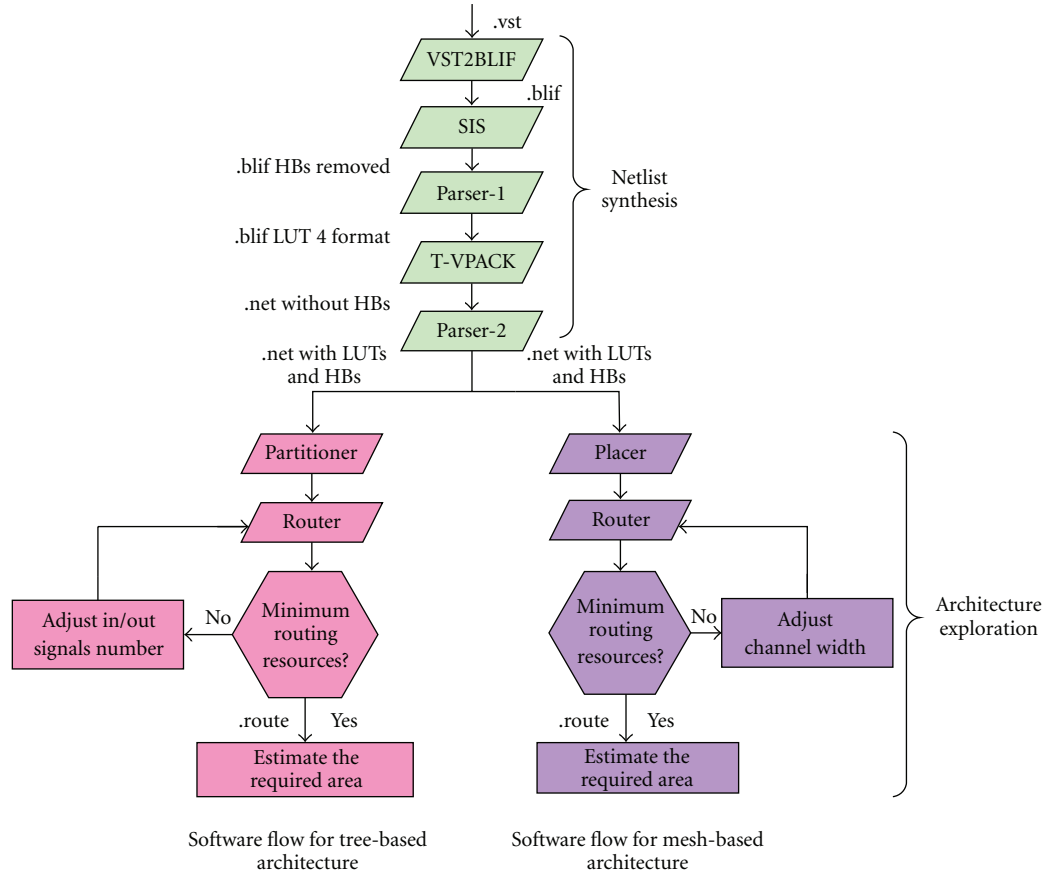 .vst
VST2BLIF
.blif
SIS
.blif HBs removed
Parser-1
Netlist
synthesis
.blif LUT 4 format
T-VPACK
.net without HBs
Parser-2
.net with LUTs
and HBs
.net with LUTs
and HBs
Partitioner
Router
Minimum
routing
resources?
No
Adjust in/out
signals number
.route
Yes
Estimate the
required area
Placer
Router
Minimum
routing
resources?
No
Adjust
channel width
.route
Yes
Estimate the
required area
Architecture
exploration
Software flow for tree-based
architecture
Software flow for mesh-based
architecture